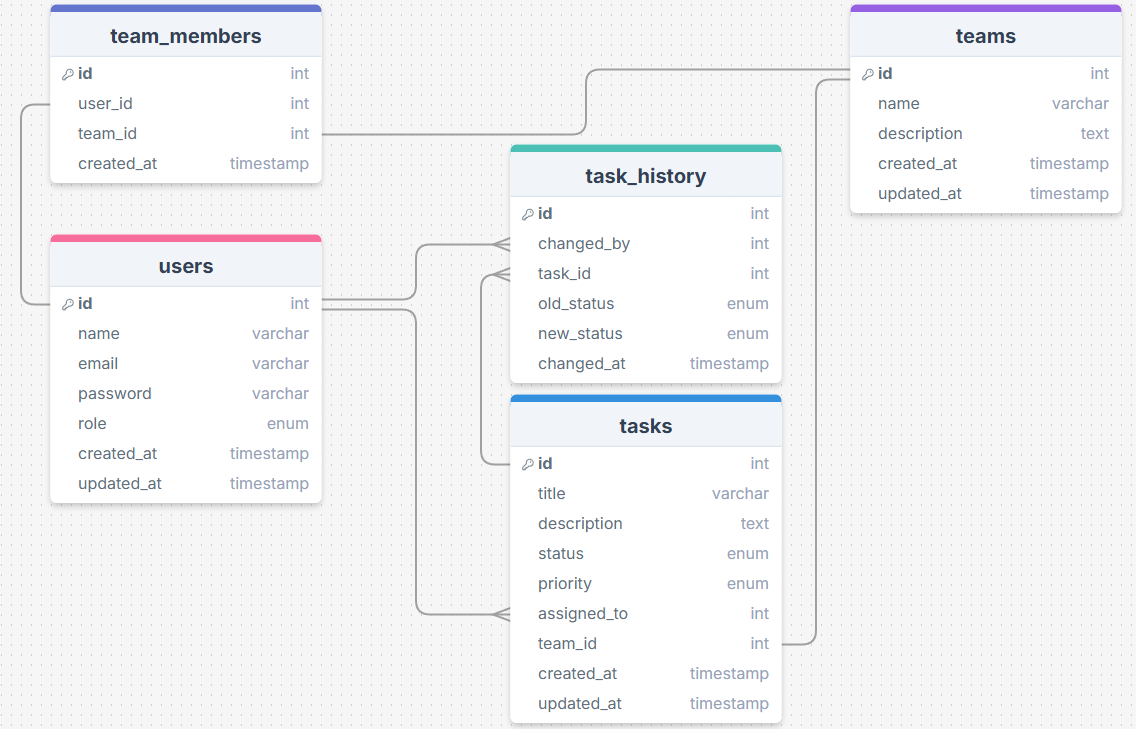 team_members
id int
user_id int
team_id int
created_at timestamp
users
id int
name varchar
email varchar
password varchar
role enum
created_at timestamp
updated_at timestamp
task_history
id int
changed_by int
task_id int
old_status enum
new_status enum
changed_at timestamp
tasks
id int
title varchar
description text
status enum
priority enum
assigned_to int
team_id int
created_at timestamp
updated_at timestamp
teams
id int
name varchar
description text
created_at timestamp
updated_at timestamp